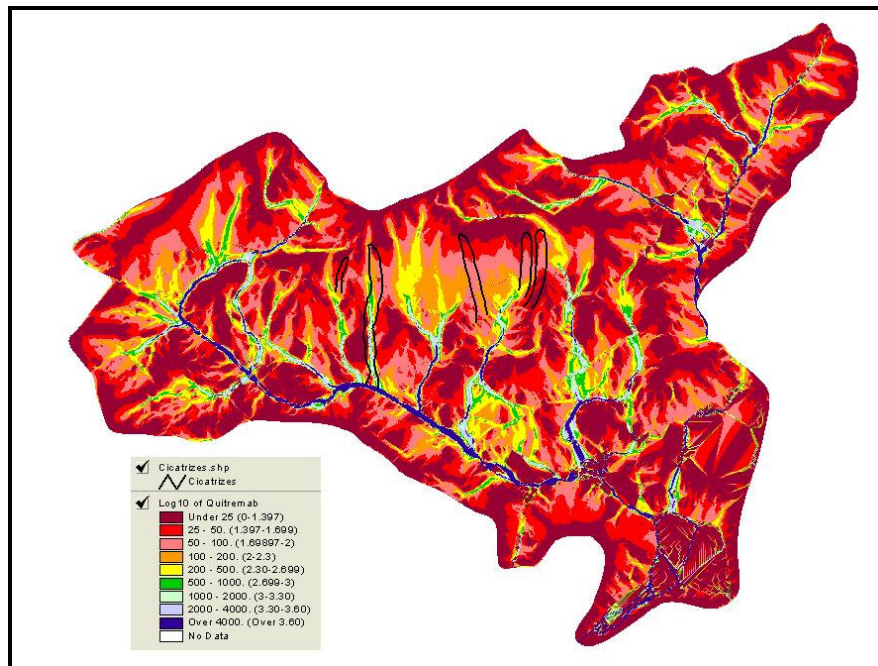 Cicatrizes.shp
Cicatrizes
Log10 of Quitremab
Under 25 (0-1.397)
25 - 50. (1.397-1.699)
50 - 100. (1.69897-2)
100 - 200. (2-2.3)
200 - 500. (2.30-2.699)
500 - 1000. (2.699-3)
1000 - 2000. (3-3.30)
2000 - 4000. (3.30-3.60)
Over 4000. (Over 3.60)
No Data